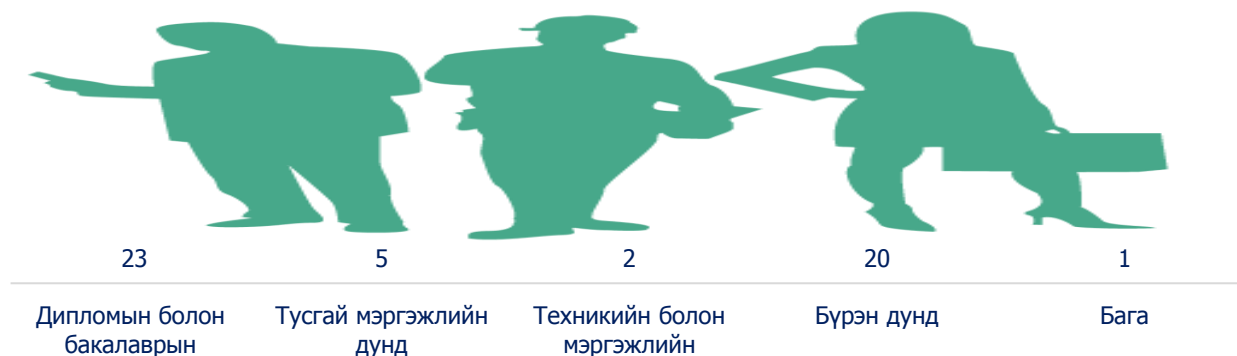 23 5 2 20 1
Дипломын болон Тусгай мэргэжлийн Техникийн болон Бүрэн дунд Бага
бакалаврын дунд мэргэжлийн